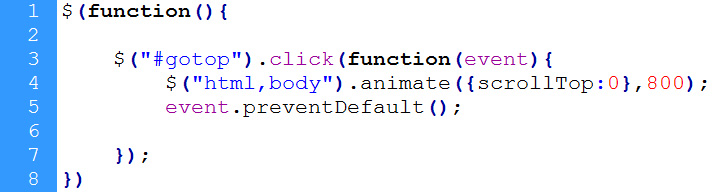 1 $(function(){
2
3     $("#gotop").click(function(event){
4         $("html,body").animate({scrollTop:0},800);
5         event.preventDefault();
6
7     });
8 })